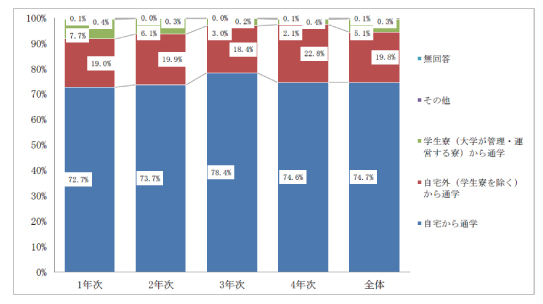 100%
90%
80%
70%
60%
50%
40%
30%
20%
10%
0%
0.1% 0.4% 0.0% 0.3% 0.0% 0.2% 0.1% 0.4% 0.1% 0.3%
7.7% 6.1% 3.0% 2.1% 5.1%
19.0% 19.9% 18.4% 22.8% 19.8%
72.7% 73.7% 78.4% 74.6% 74.7%
1年次 2年次 3年次 4年次 全体
無回答
その他
学生寮（大学が管理・運
営する寮）から通学
自宅外（学生寮を除く）
から通学
自宅から通学